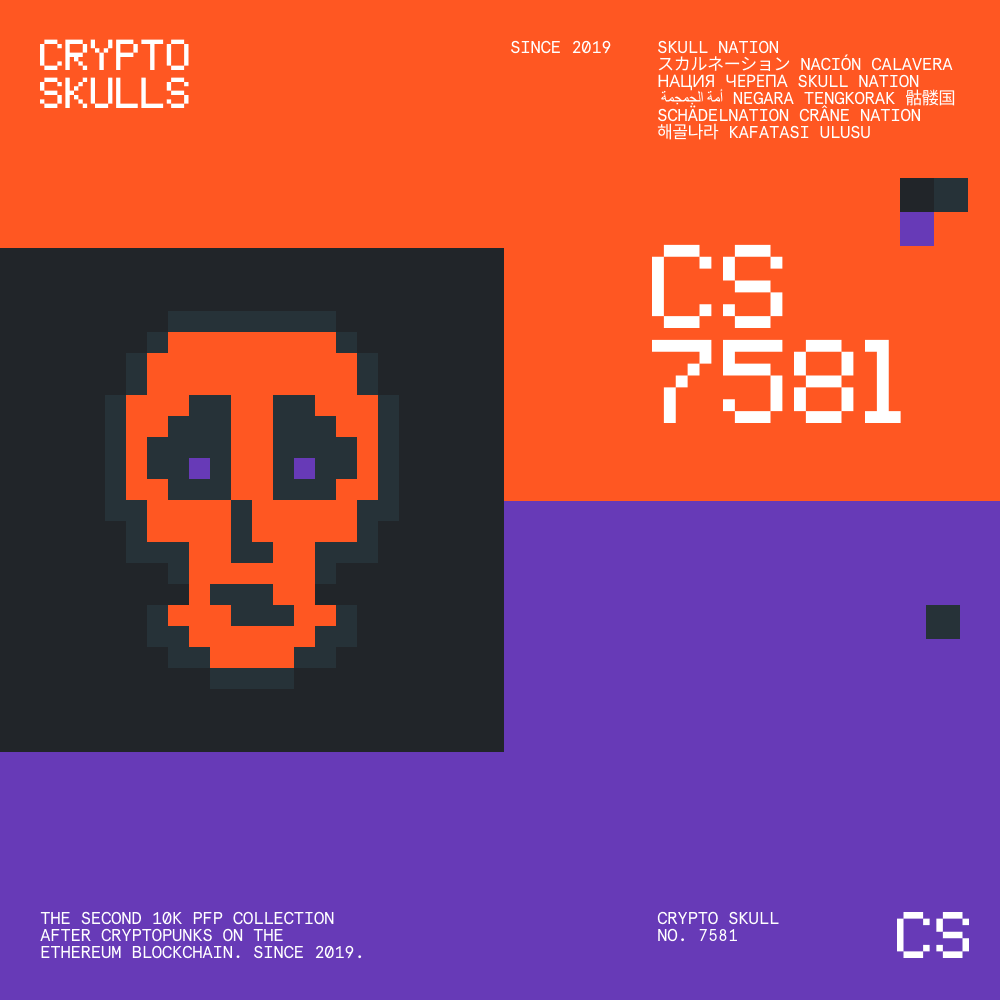 CRYPTO
SKULLS
SINCE 2019
SKULL NATION
スカルネーション NACIÓN CALAVERA
НАЦИЯ ЧЕРЕПА SKULL NATION
أمة الجمجمة NEGARA TENGKORAK 骷髅国
SCHÄDELNATION CRÂNE NATION
해골나라 KAFATASI ULUSU
CS
7581
THE SECOND 10K PFP COLLECTION
AFTER CRYPTOPUNKS ON THE
ETHEREUM BLOCKCHAIN. SINCE 2019.
CRYPTO SKULL
NO. 7581
CS